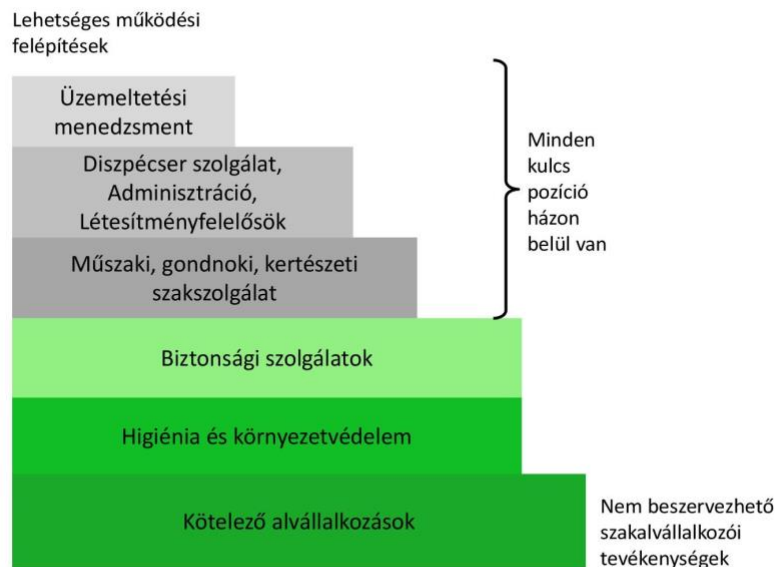 Lehetséges működési
felépítések
Üzemeltetési
menedzsment
Diszpécser szolgálat,
Adminisztráció,
Létesítményfelelősök
Műszaki, gondnoki, kertészeti
szakszolgálat
Minden
kulcs
pozíció
házon
belül van
Biztonsági szolgálatok
Higiénia és környezetvédelem
Kötelező alvállalkozások
Nem beszervezhető
szakalvállalkozói
tevékenységek